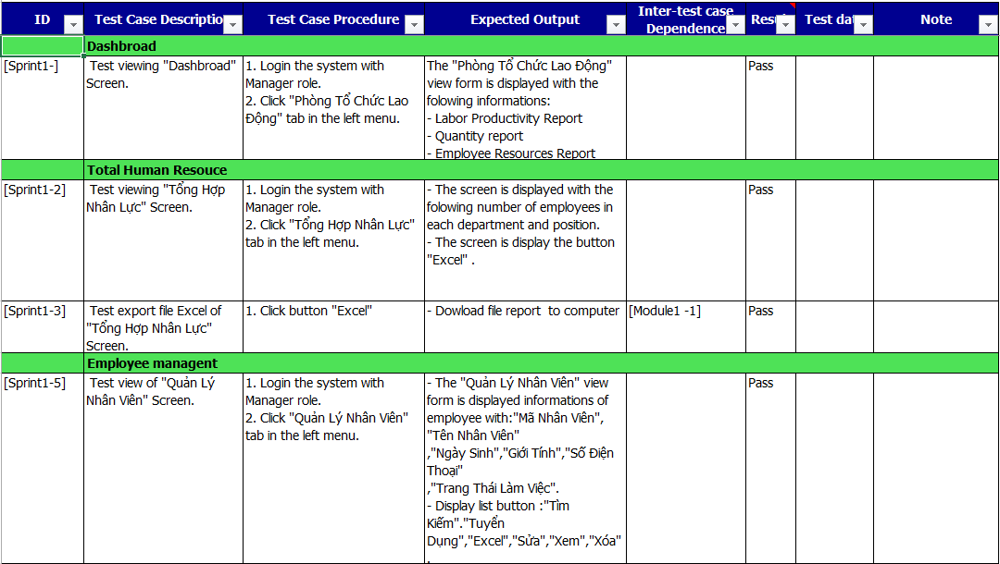 ID
Test Case Descriptio
Test Case Procedure
Expected Output
Inter-test case
Dependence
Resu
Test dat
Note
Dashbroad
[Sprint1-]
Test viewing "Dashbroad"
Screen.
1. Login the system with
Manager role.
2. Click "Phòng Tổ Chức Lao
Động" tab in the left menu.
The "Phòng Tổ Chức Lao Động"
view form is displayed with the
folowing informations:
- Labor Productivity Report
- Quantity report
- Employee Resources Report
Pass
Total Human Resouce
[Sprint1-2]
Test viewing "Tổng Hợp
Nhân Lực" Screen.
1. Login the system with
Manager role.
2. Click "Tổng Hợp Nhân Lực"
tab in the left menu.
- The screen is displayed with the
folowing number of employees in
each department and position.
- The screen is display the button
"Excel" .
Pass
[Sprint1-3]
Test export file Excel of
"Tổng Hợp Nhân Lực"
Screen.
1. Click button "Excel"
- Dowload file report  to computer
[Module1 -1]
Pass
Employee managent
[Sprint1-5]
Test view of "Quản Lý
Nhân Viên" Screen.
1. Login the system with
Manager role.
2. Click "Quản Lý Nhân Viên"
tab in the left menu.
- The "Quản Lý Nhân Viên" view
form is displayed informations of
employee with:"Mã Nhân Viên",
"Tên Nhân Viên"
,"Ngày Sinh","Giới Tính","Số Điện
Thoại"
,"Trang Thái Làm Việc".
- Display list button :"Tìm
Kiếm"."Tuyển
Dụng","Excel","Sửa","Xem","Xóa"
.
Pass